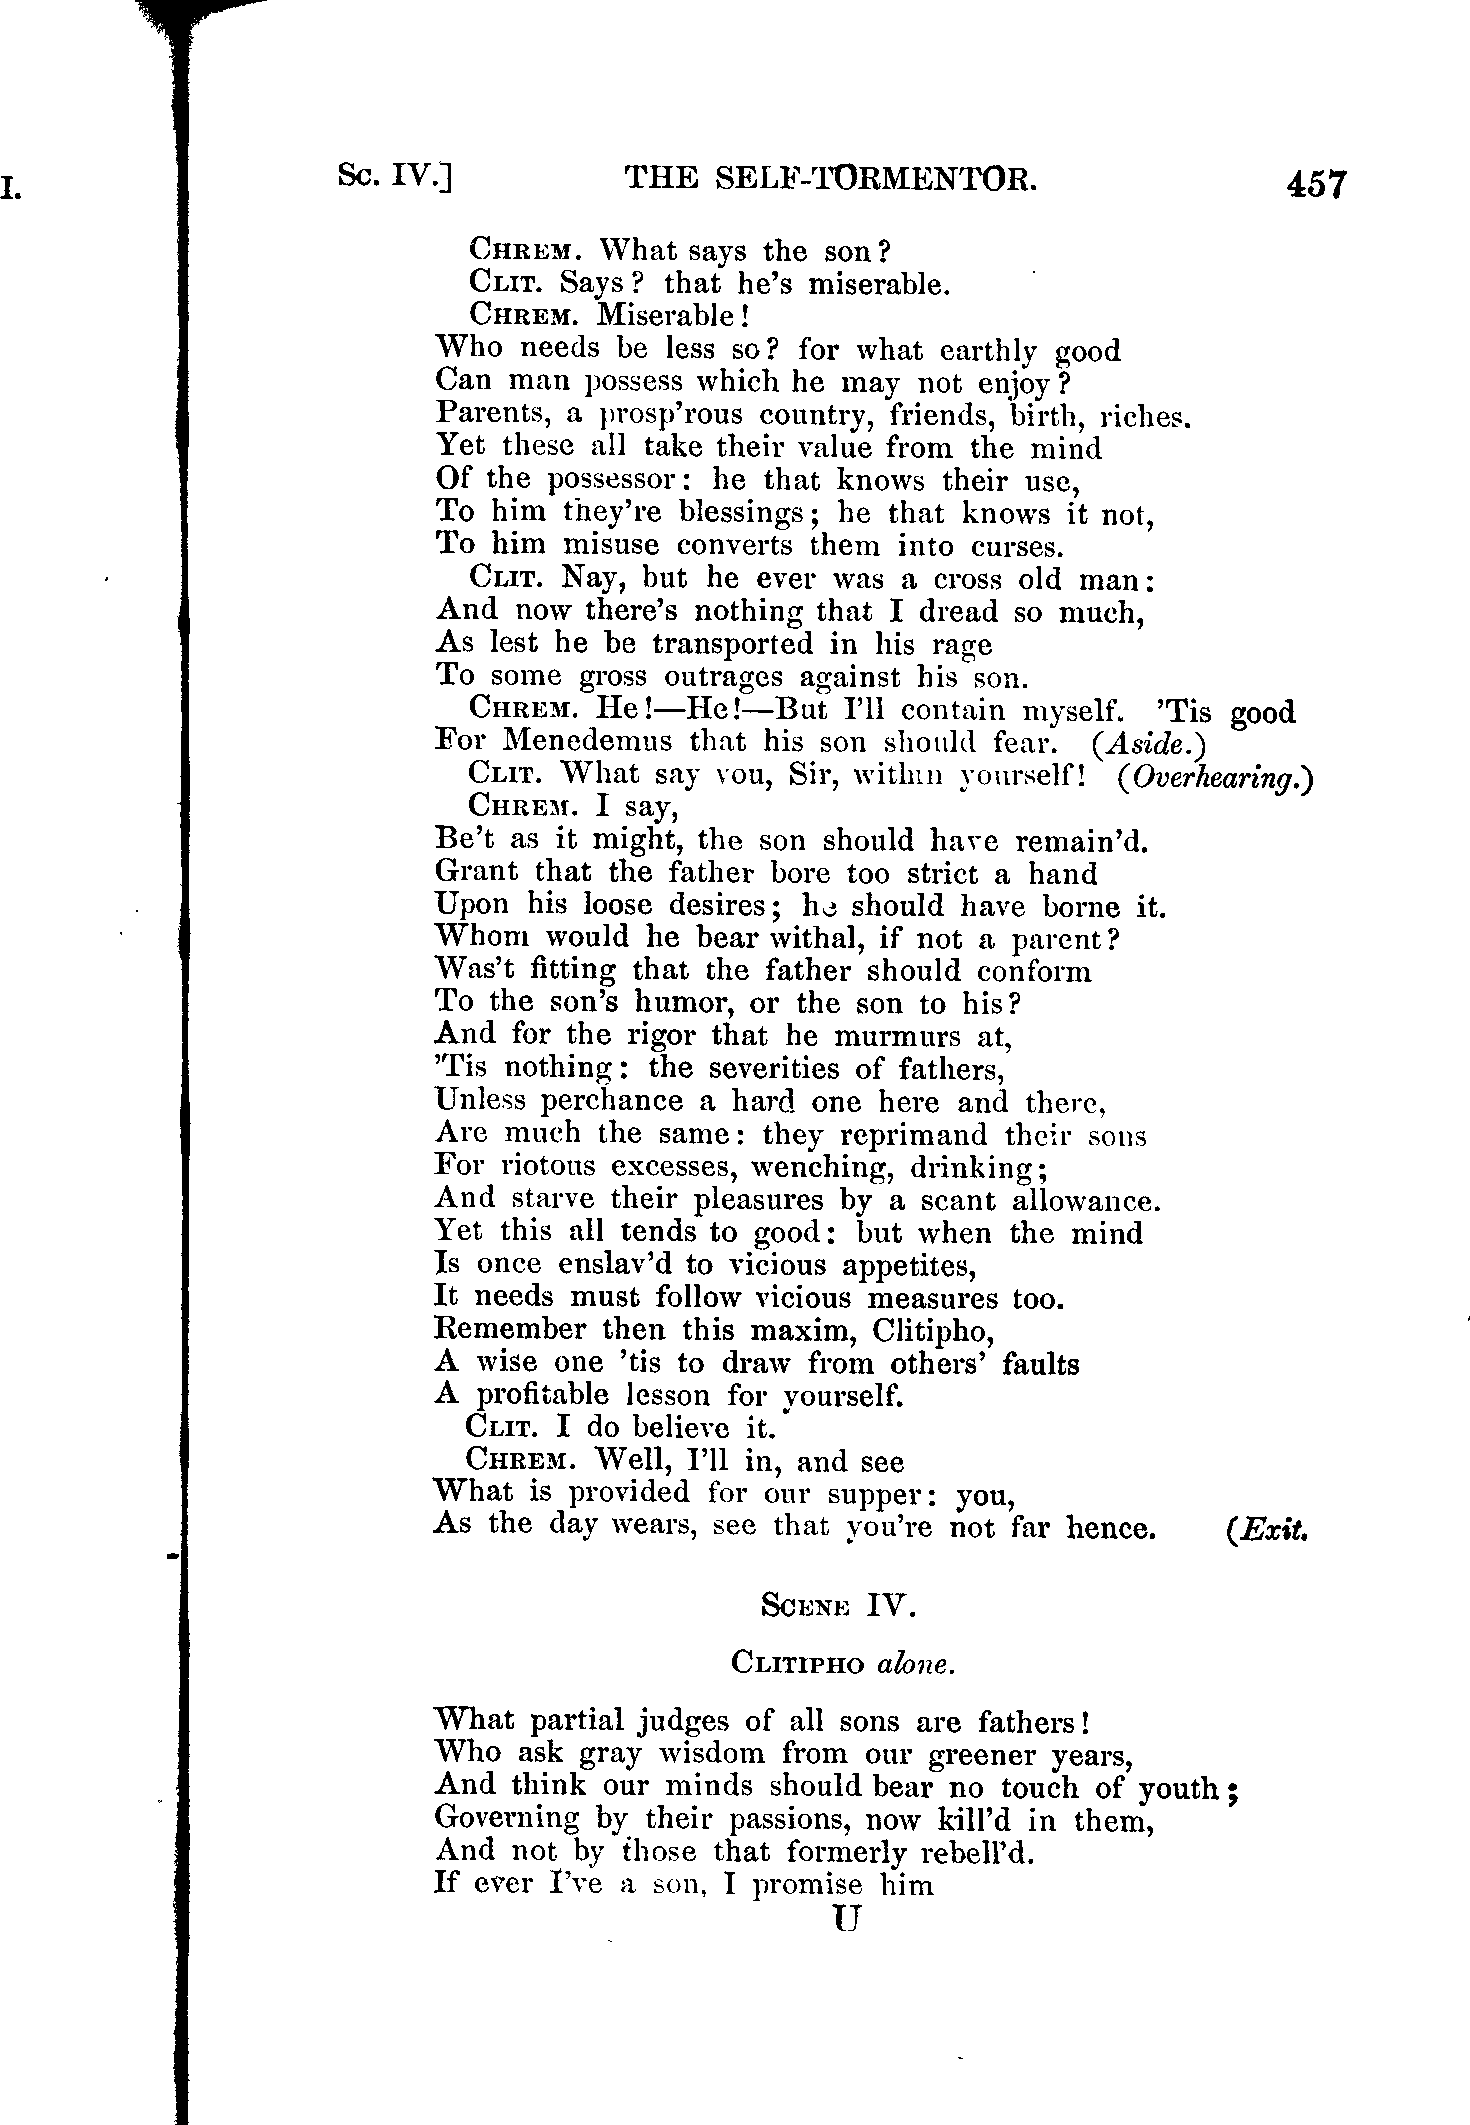 I.
Sc. IV.] THE SELF-TORMENTOR. 457
CHREM. What says the son?
CLIT. Says? that he's miserable.
CHREM. Miserable!
Who needs be less so? for what earthly good
Can man possess which he may not enjoy?
Parents, a prosp'rous country, friends, birth, riches.
Yet these all take their value from the mind
Of the possessor: he that knows their use,
To him they're blessings; he that knows it not,
To him misuse converts them into curses.
CLIT. Nay, but he ever was a cross old man:
And now there's nothing that I dread so much,
As lest he be transported in his rage
To some gross outrages against his son.
CHREM. He!—He!—But I'll contain myself. 'Tis good
For Menedemus that his son should fear. (Aside.)
CLIT. What say you, Sir, within yourself! (Overhearing.)
CHREM. I say,
Be't as it might, the son should have remain'd.
Grant that the father bore too strict a hand
Upon his loose desires; he should have borne it.
Whom would he bear withal, if not a parent?
Was't fitting that the father should conform
To the son's humor, or the son to his?
And for the rigor that he murmurs at,
'Tis nothing: the severities of fathers,
Unless perchance a hard one here and there,
Are much the same: they reprimand their sons
For riotous excesses, wenching, drinking;
And starve their pleasures by a scant allowance.
Yet this all tends to good: but when the mind
Is once enslav'd to vicious appetites,
It needs must follow vicious measures too.
Remember then this maxim, Clitipho,
A wise one 'tis to draw from others' faults
A profitable lesson for yourself.
CLIT. I do believe it.
CHREM. Well, I'll in, and see
What is provided for our supper: you,
As the day wears, see that you're not far hence. (Exit.
SCENE IV.
CLITIPHO alone.
What partial judges of all sons are fathers!
Who ask gray wisdom from our greener years,
And think our minds should bear no touch of youth;
Governing by their passions, now kill'd in them,
And not by those that formerly rebell'd.
If ever I've a son, I promise him
U